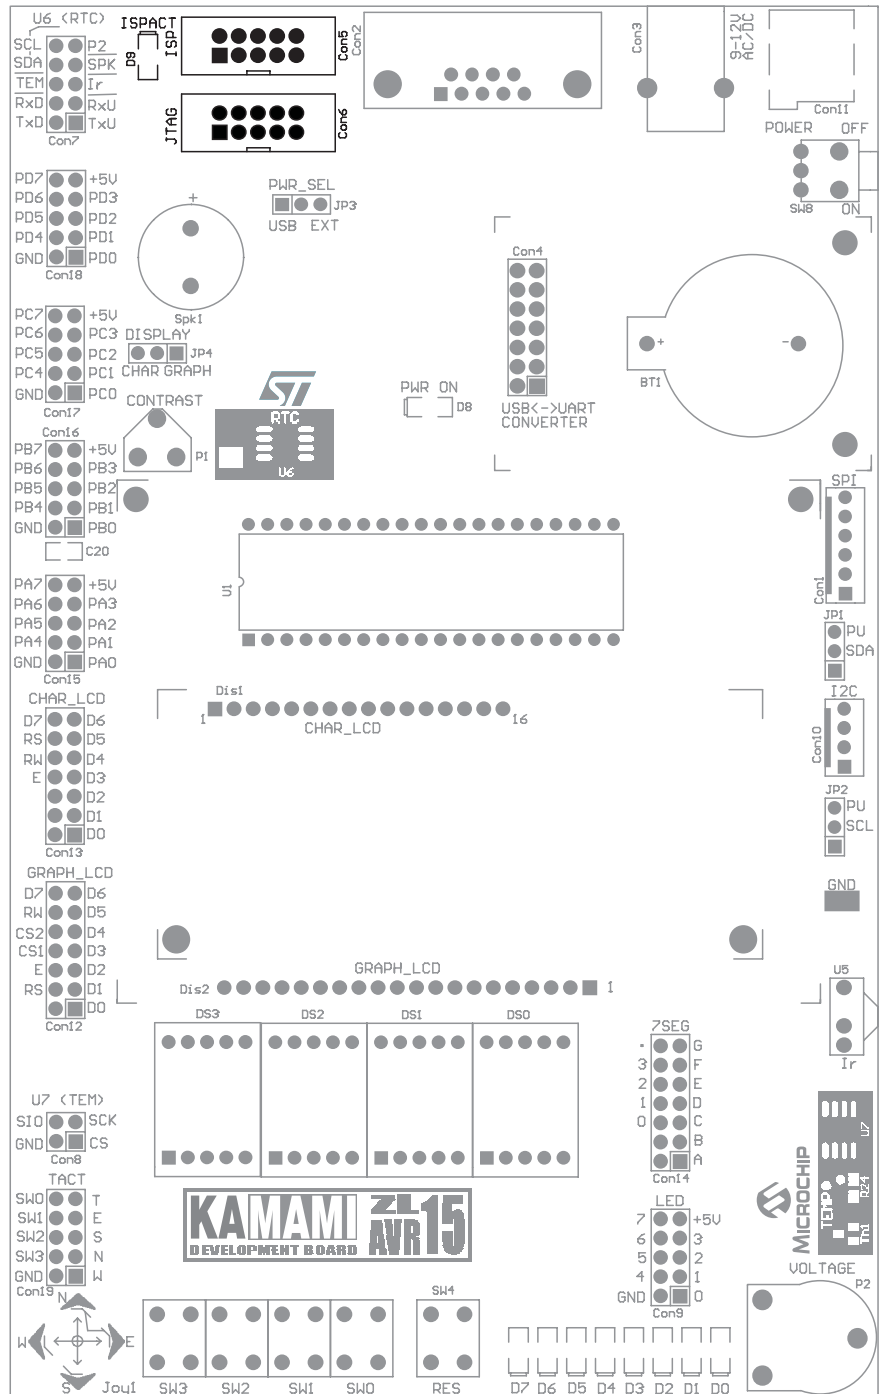 U6 (RTC)
SCL P2
SDA SPK
TEM Ir
RxD RxU
TxD TxU
Con7
ISPACT
D9
ISP
Con5
JTAG
Con6
Con2
Con3
9-12V
AC/DC
Con11
POWER OFF
SW8 ON
PD7 +5V
PD6 PD3
PD5 PD2
PD4 PD1
GND PD0
Con18
+
Spk1
PWR_SEL
JP3
USB EXT
Con4
USB<->UART
CONVERTER
+ -
BT1
PC7 +5V
PC6 PC3
PC5 PC2
PC4 PC1
GND PC0
Con17
DISPLAY
JP4
CHAR GRAPH
ST
RTC
U6
PWR ON
D8
CONTRAST
P1
Con16
PB7 +5V
PB6 PB3
PB5 PB2
PB4 PB1
GND PB0
C20
SPI
Con1
U1
PA7 +5V
PA6 PA3
PA5 PA2
PA4 PA1
GND PA0
Con15
JP1
PU
SDA
I2C
Con10
JP2
PU
SCL
GND
CHAR_LCD
D7 D6
RS D5
RW D4
E D3
D2
D1
D0
Con13
Dis1
1 16
CHAR_LCD
GRAPH_LCD
D7 D6
RW D5
CS2 D4
CS1 D3
E D2
RS D1
D0
Con12
GRAPH_LCD
Dis2 1
DS3 DS2 DS1 DS0
U5
Ir
7SEG
. G
3 F
2 E
1 D
0 C
B
A
Con14
U7 (TEM)
SIO SCK
GND CS
Con8
TACT
SW0 T
SW1 E
SW2 S
SW3 N
GND W
Con19
KAMAMI
DEVELOPMENT BOARD
ZL
AVR
15
LED
7 +5V
6 3
5 2
4 1
GND 0
Con9
MICROCHIP
U7
TEMP
R24
Th1
VOLTAGE
P2
N
W E
S
Joy1
SW3 SW2 SW1 SW0
SW4
RES
D7 D6 D5 D4 D3 D2 D1 D0